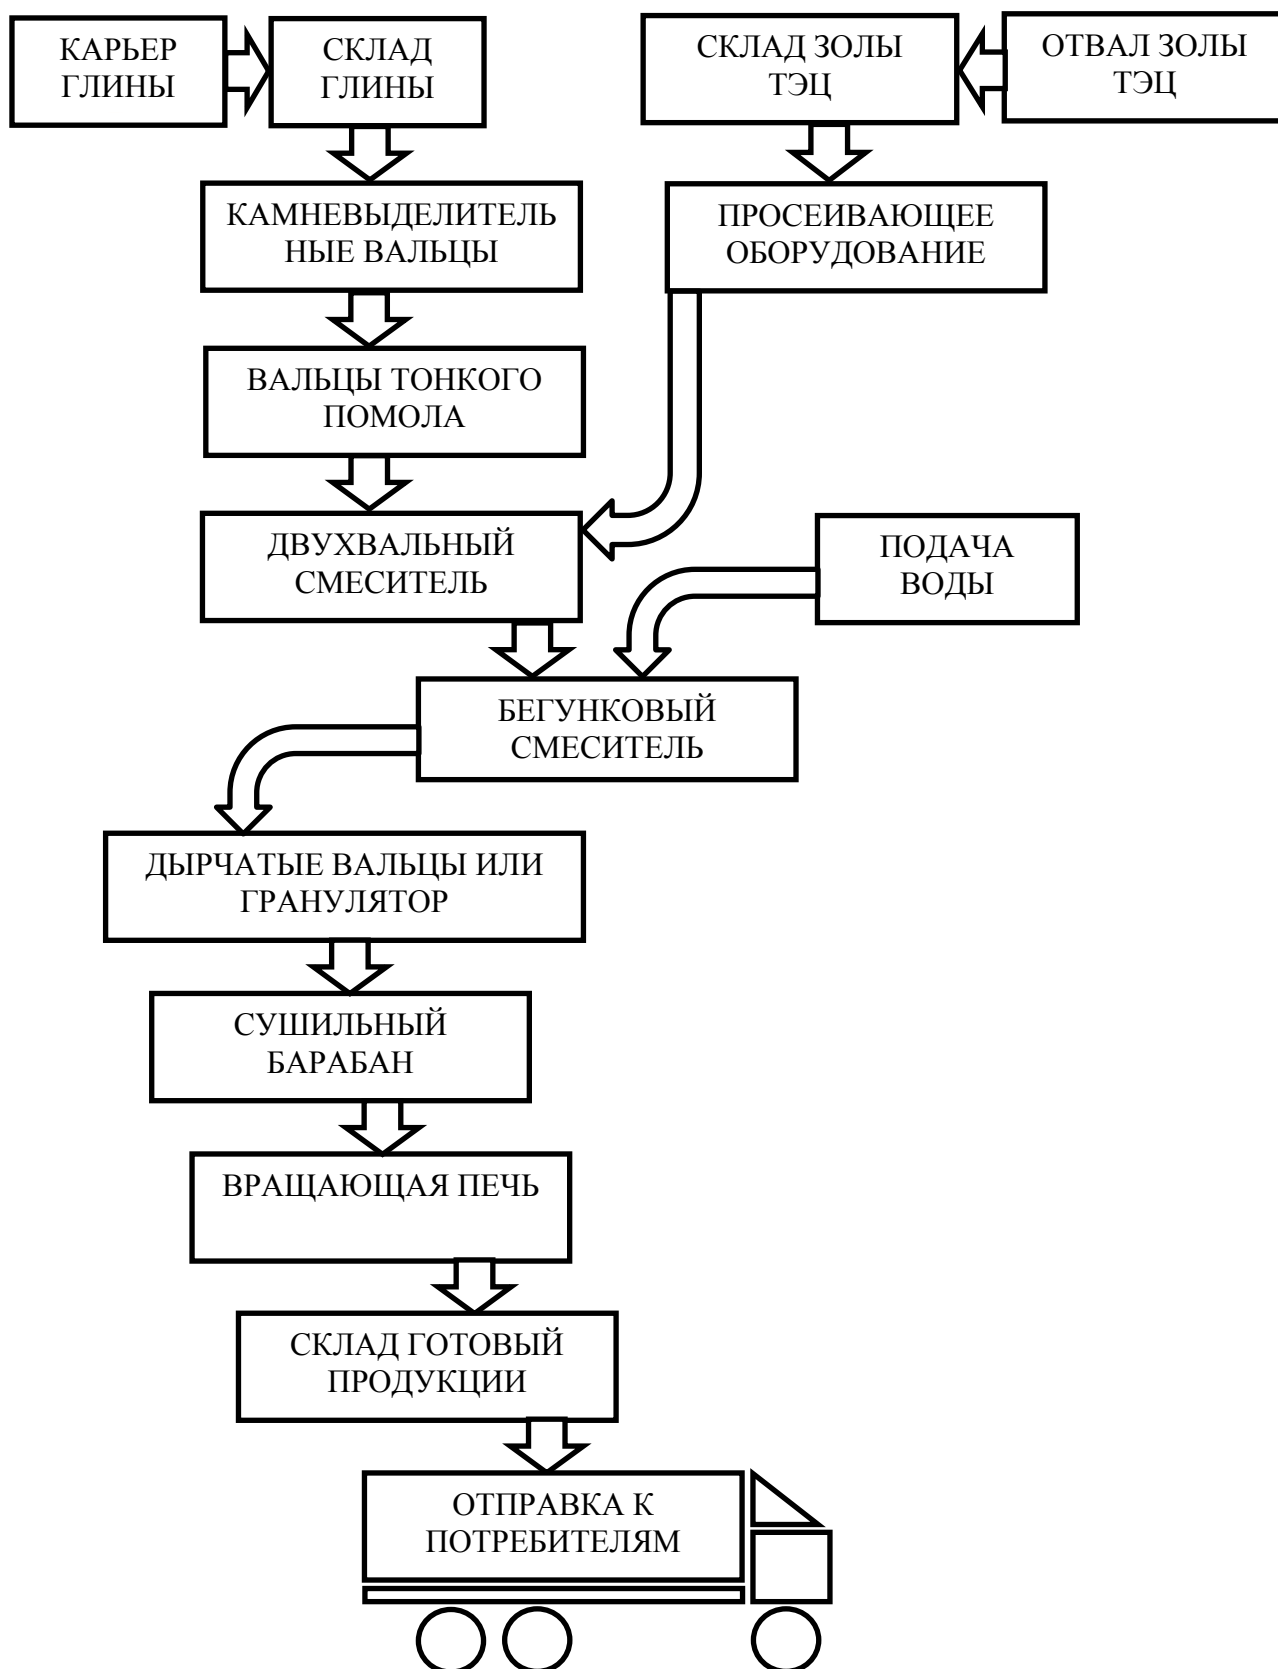 КАРЬЕР
ГЛИНЫ
СКЛАД
ГЛИНЫ
СКЛАД ЗОЛЫ
ТЭЦ
ОТВАЛ ЗОЛЫ
ТЭЦ
КАМНЕВЫДЕЛИТЕЛЬ
НЫЕ ВАЛЬЦЫ
ПРОСЕИВАЮЩЕЕ
ОБОРУДОВАНИЕ
ВАЛЬЦЫ ТОНКОГО
ПОМОЛА
ДВУХВАЛЬНЫЙ
СМЕСИТЕЛЬ
ПОДАЧА
ВОДЫ
БЕГУНКОВЫЙ
СМЕСИТЕЛЬ
ДЫРЧАТЫЕ ВАЛЬЦЫ ИЛИ
ГРАНУЛЯТОР
СУШИЛЬНЫЙ
БАРАБАН
ВРАЩАЮЩАЯ ПЕЧЬ
СКЛАД ГОТОВЫЙ
ПРОДУКЦИИ
ОТПРАВКА К
ПОТРЕБИТЕЛЯМ